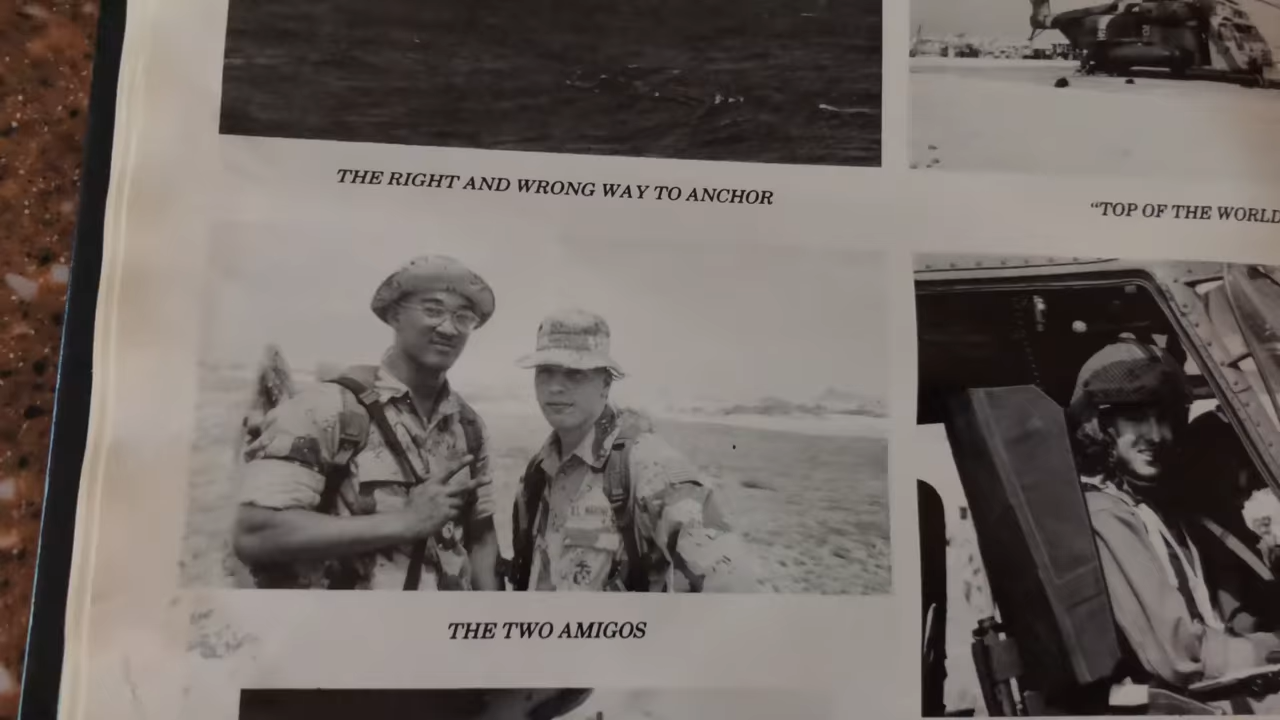 THE RIGHT AND WRONG WAY TO ANCHOR
"TOP OF THE WORLD
THE TWO AMIGOS